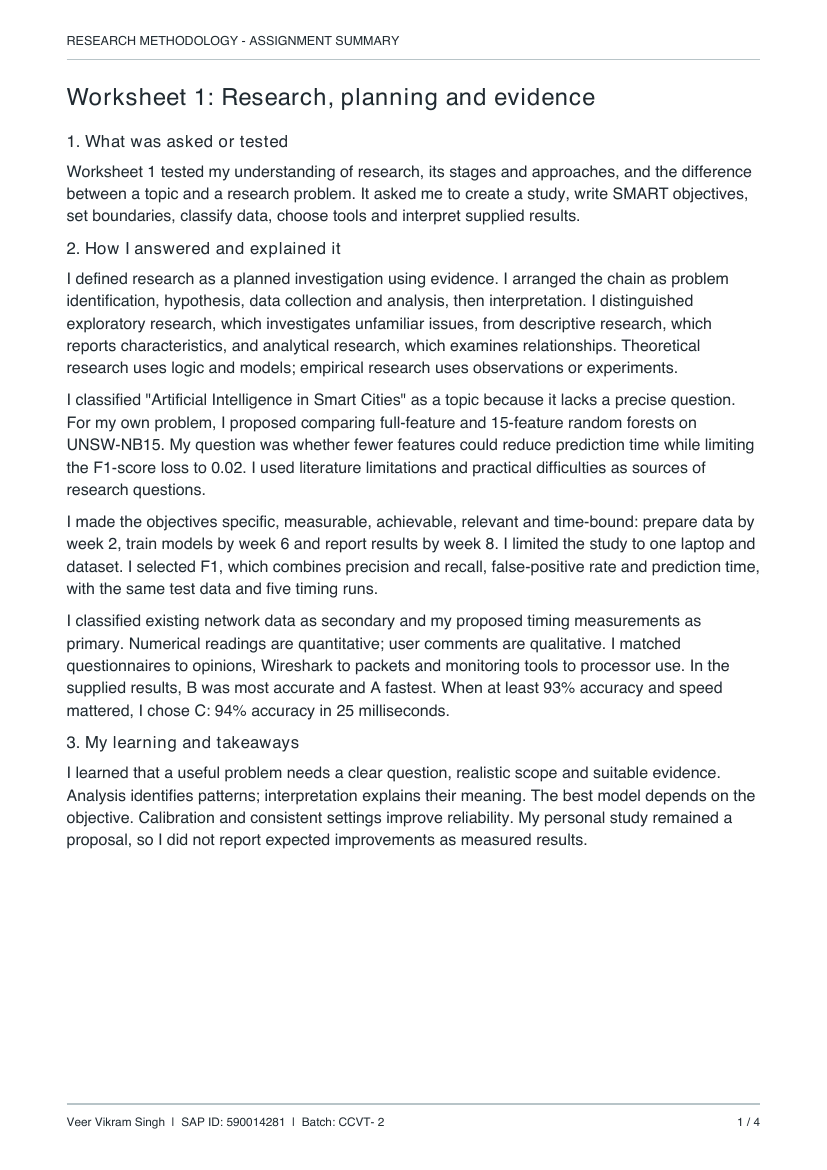 RESEARCH METHODOLOGY - ASSIGNMENT SUMMARY
Worksheet 1: Research, planning and evidence
1. What was asked or tested
Worksheet 1 tested my understanding of research, its stages and approaches, and the difference
between a topic and a research problem. It asked me to create a study, write SMART objectives,
set boundaries, classify data, choose tools and interpret supplied results.
2. How I answered and explained it
I defined research as a planned investigation using evidence. I arranged the chain as problem
identification, hypothesis, data collection and analysis, then interpretation. I distinguished
exploratory research, which investigates unfamiliar issues, from descriptive research, which
reports characteristics, and analytical research, which examines relationships. Theoretical
research uses logic and models; empirical research uses observations or experiments.
I classified "Artificial Intelligence in Smart Cities" as a topic because it lacks a precise question.
For my own problem, I proposed comparing full-feature and 15-feature random forests on
UNSW-NB15. My question was whether fewer features could reduce prediction time while limiting
the F1-score loss to 0.02. I used literature limitations and practical difficulties as sources of
research questions.
I made the objectives specific, measurable, achievable, relevant and time-bound: prepare data by
week 2, train models by week 6 and report results by week 8. I limited the study to one laptop and
dataset. I selected F1, which combines precision and recall, false-positive rate and prediction time,
with the same test data and five timing runs.
I classified existing network data as secondary and my proposed timing measurements as
primary. Numerical readings are quantitative; user comments are qualitative. I matched
questionnaires to opinions, Wireshark to packets and monitoring tools to processor use. In the
supplied results, B was most accurate and A fastest. When at least 93% accuracy and speed
mattered, I chose C: 94% accuracy in 25 milliseconds.
3. My learning and takeaways
I learned that a useful problem needs a clear question, realistic scope and suitable evidence.
Analysis identifies patterns; interpretation explains their meaning. The best model depends on the
objective. Calibration and consistent settings improve reliability. My personal study remained a
proposal, so I did not report expected improvements as measured results.
Veer Vikram Singh | SAP ID: 590014281 | Batch: CCVT- 2
1 / 4